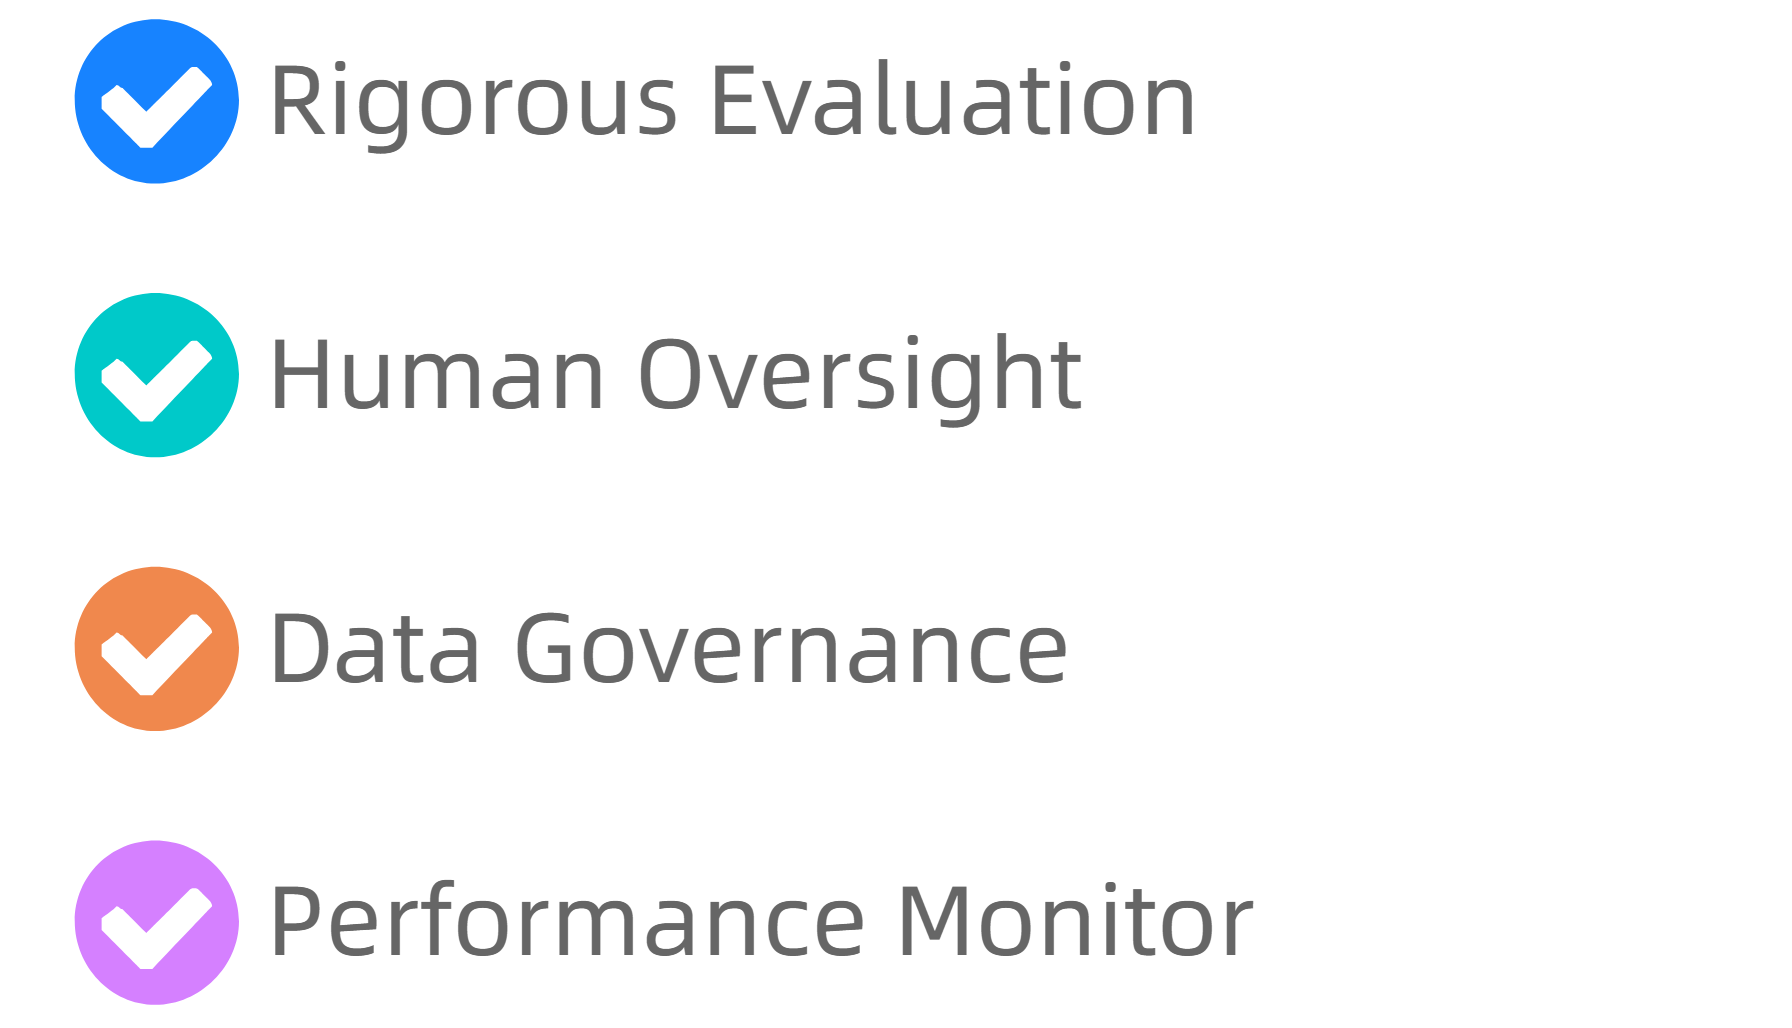 Rigorous Evaluation
Human Oversight
Data Governance
Performance Monitor